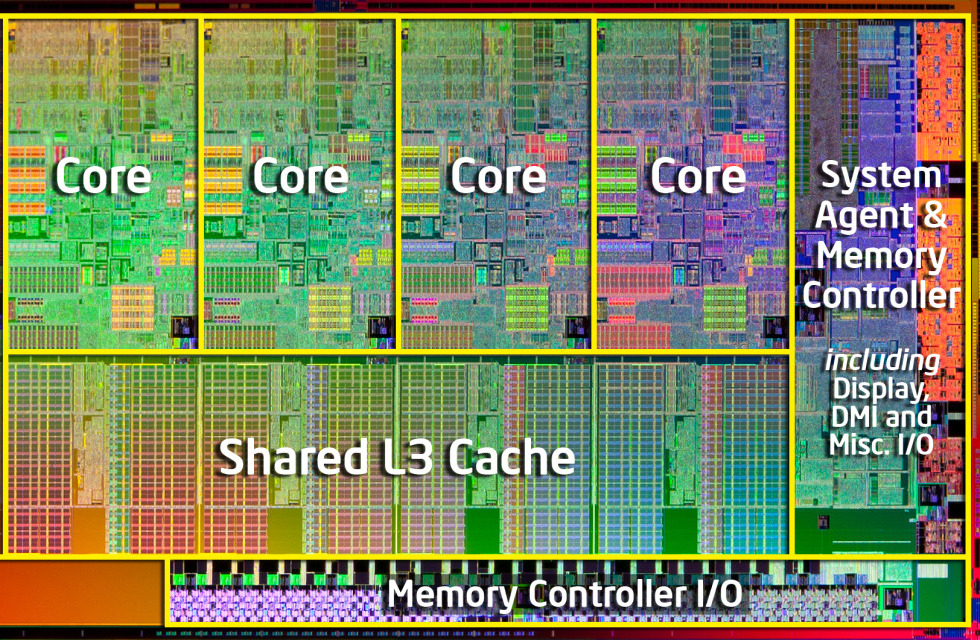 Core
Core
Core
Core
System
Agent &
Memory
Controller
including
Display,
DMI and
Misc. I/O
Shared L3 Cache
Memory Controller I/O